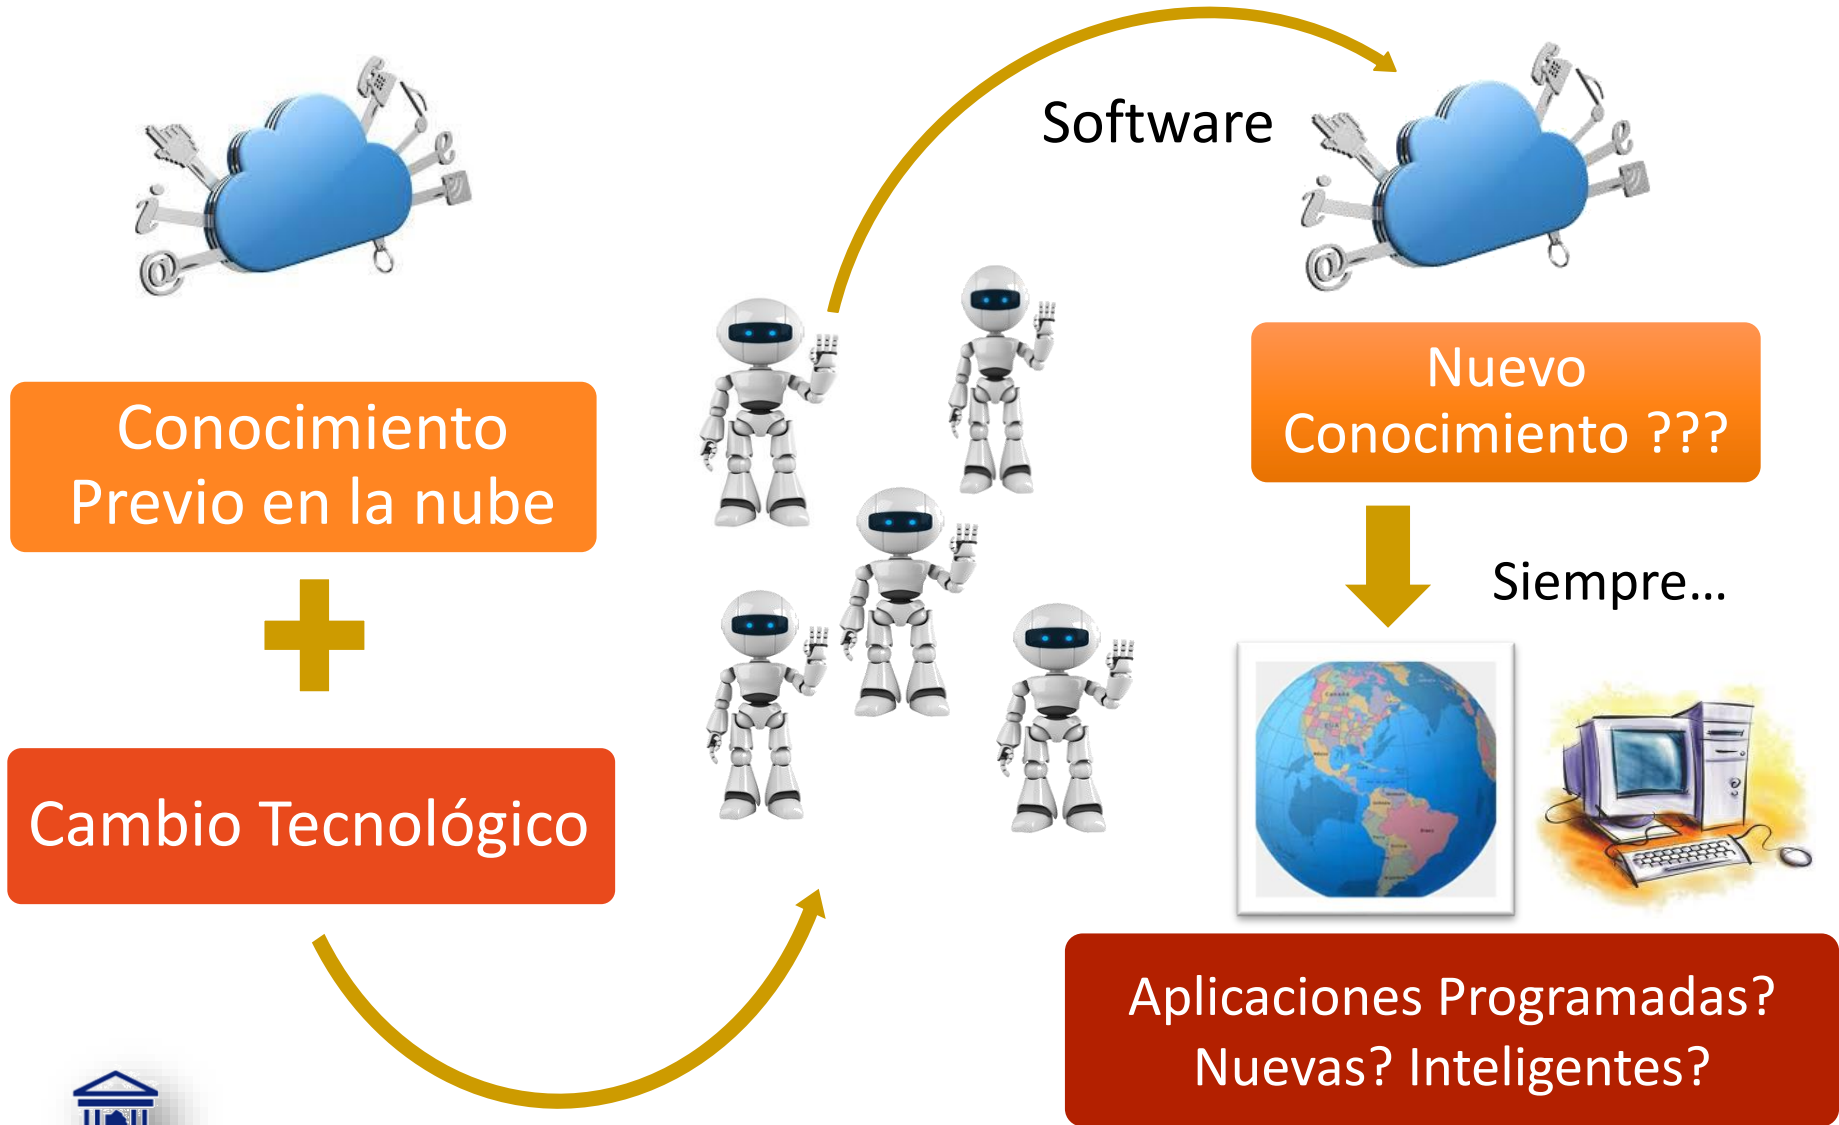 Software
Conocimiento
Previo en la nube
Cambio Tecnológico
Nuevo
Conocimiento ???
Siempre...
Aplicaciones Programadas?
Nuevas? Inteligentes?